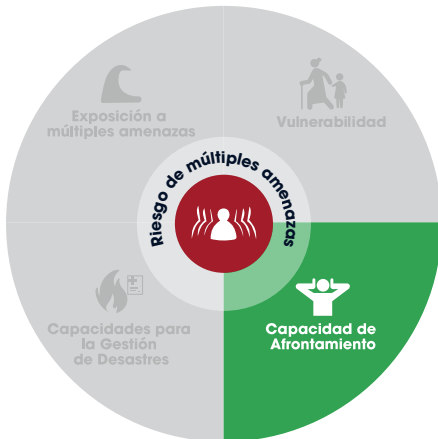 Exposición a
múltiples amenazas
Vulnerabilidad
Riesgo de múltiples amenazas
Capacidades para
la Gestión
de Desastres
Capacidad de
Afrontamiento